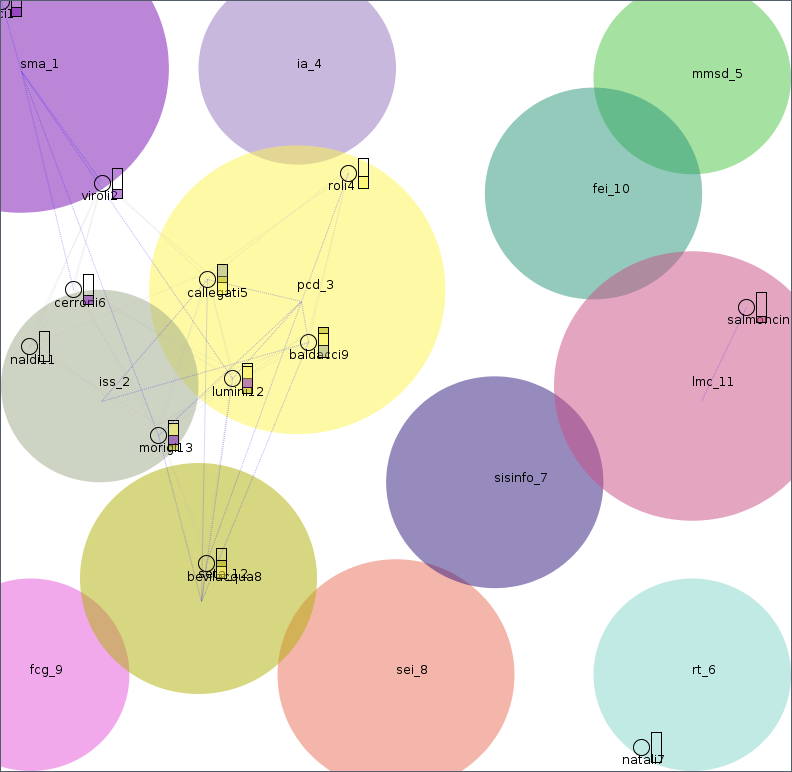 sma_1
ia_4
mmsd_5
roli4
viroli2
fei_10
pcd_3
callegati5
cerroni6
salmoncin
baldacci9
naldi11
iss_2
lumini12
lmc_11
morigi13
sisinfo_7
bevilacqua8
fcg_9
sei_8
rt_6
natali7